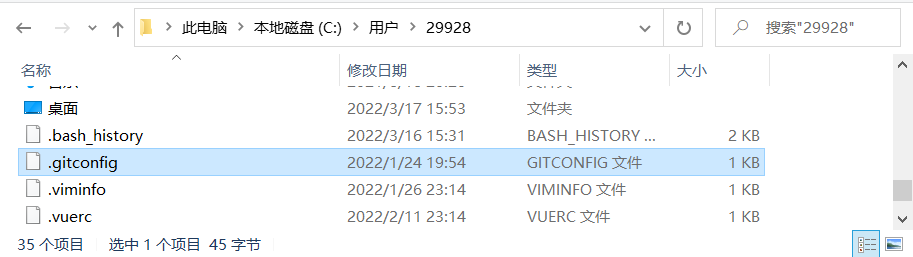 此电脑 本地磁盘 (C:) 用户 29928 搜索"29928"
名称 修改日期 类型 大小
桌面 2022/3/17 15:53 文件夹
.bash_history 2022/3/16 15:31 BASH_HISTORY ... 2 KB
.gitconfig 2022/1/24 19:54 GITCONFIG 文件 1 KB
.viminfo 2022/1/26 23:14 VIMINFO 文件 1 KB
.vuerc 2022/2/11 23:14 VUERC 文件 1 KB
35 个项目 选中 1 个项目 45 字节